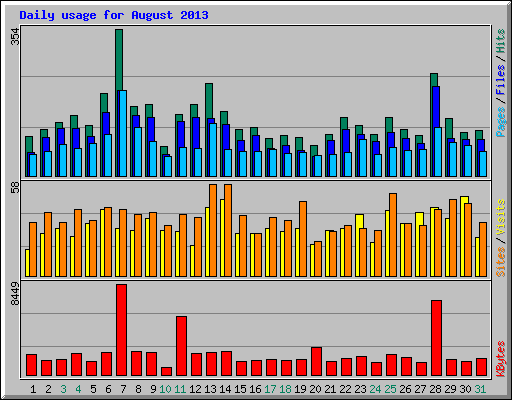 Daily usage for August 2013
354
Pages / Files / Hits
58
Sites / Visits
8449
KBytes
1 2 3 4 5 6 7 8 9 10 11 12 13 14 15 16 17 18 19 20 21 22 23 24 25 26 27 28 29 30 31